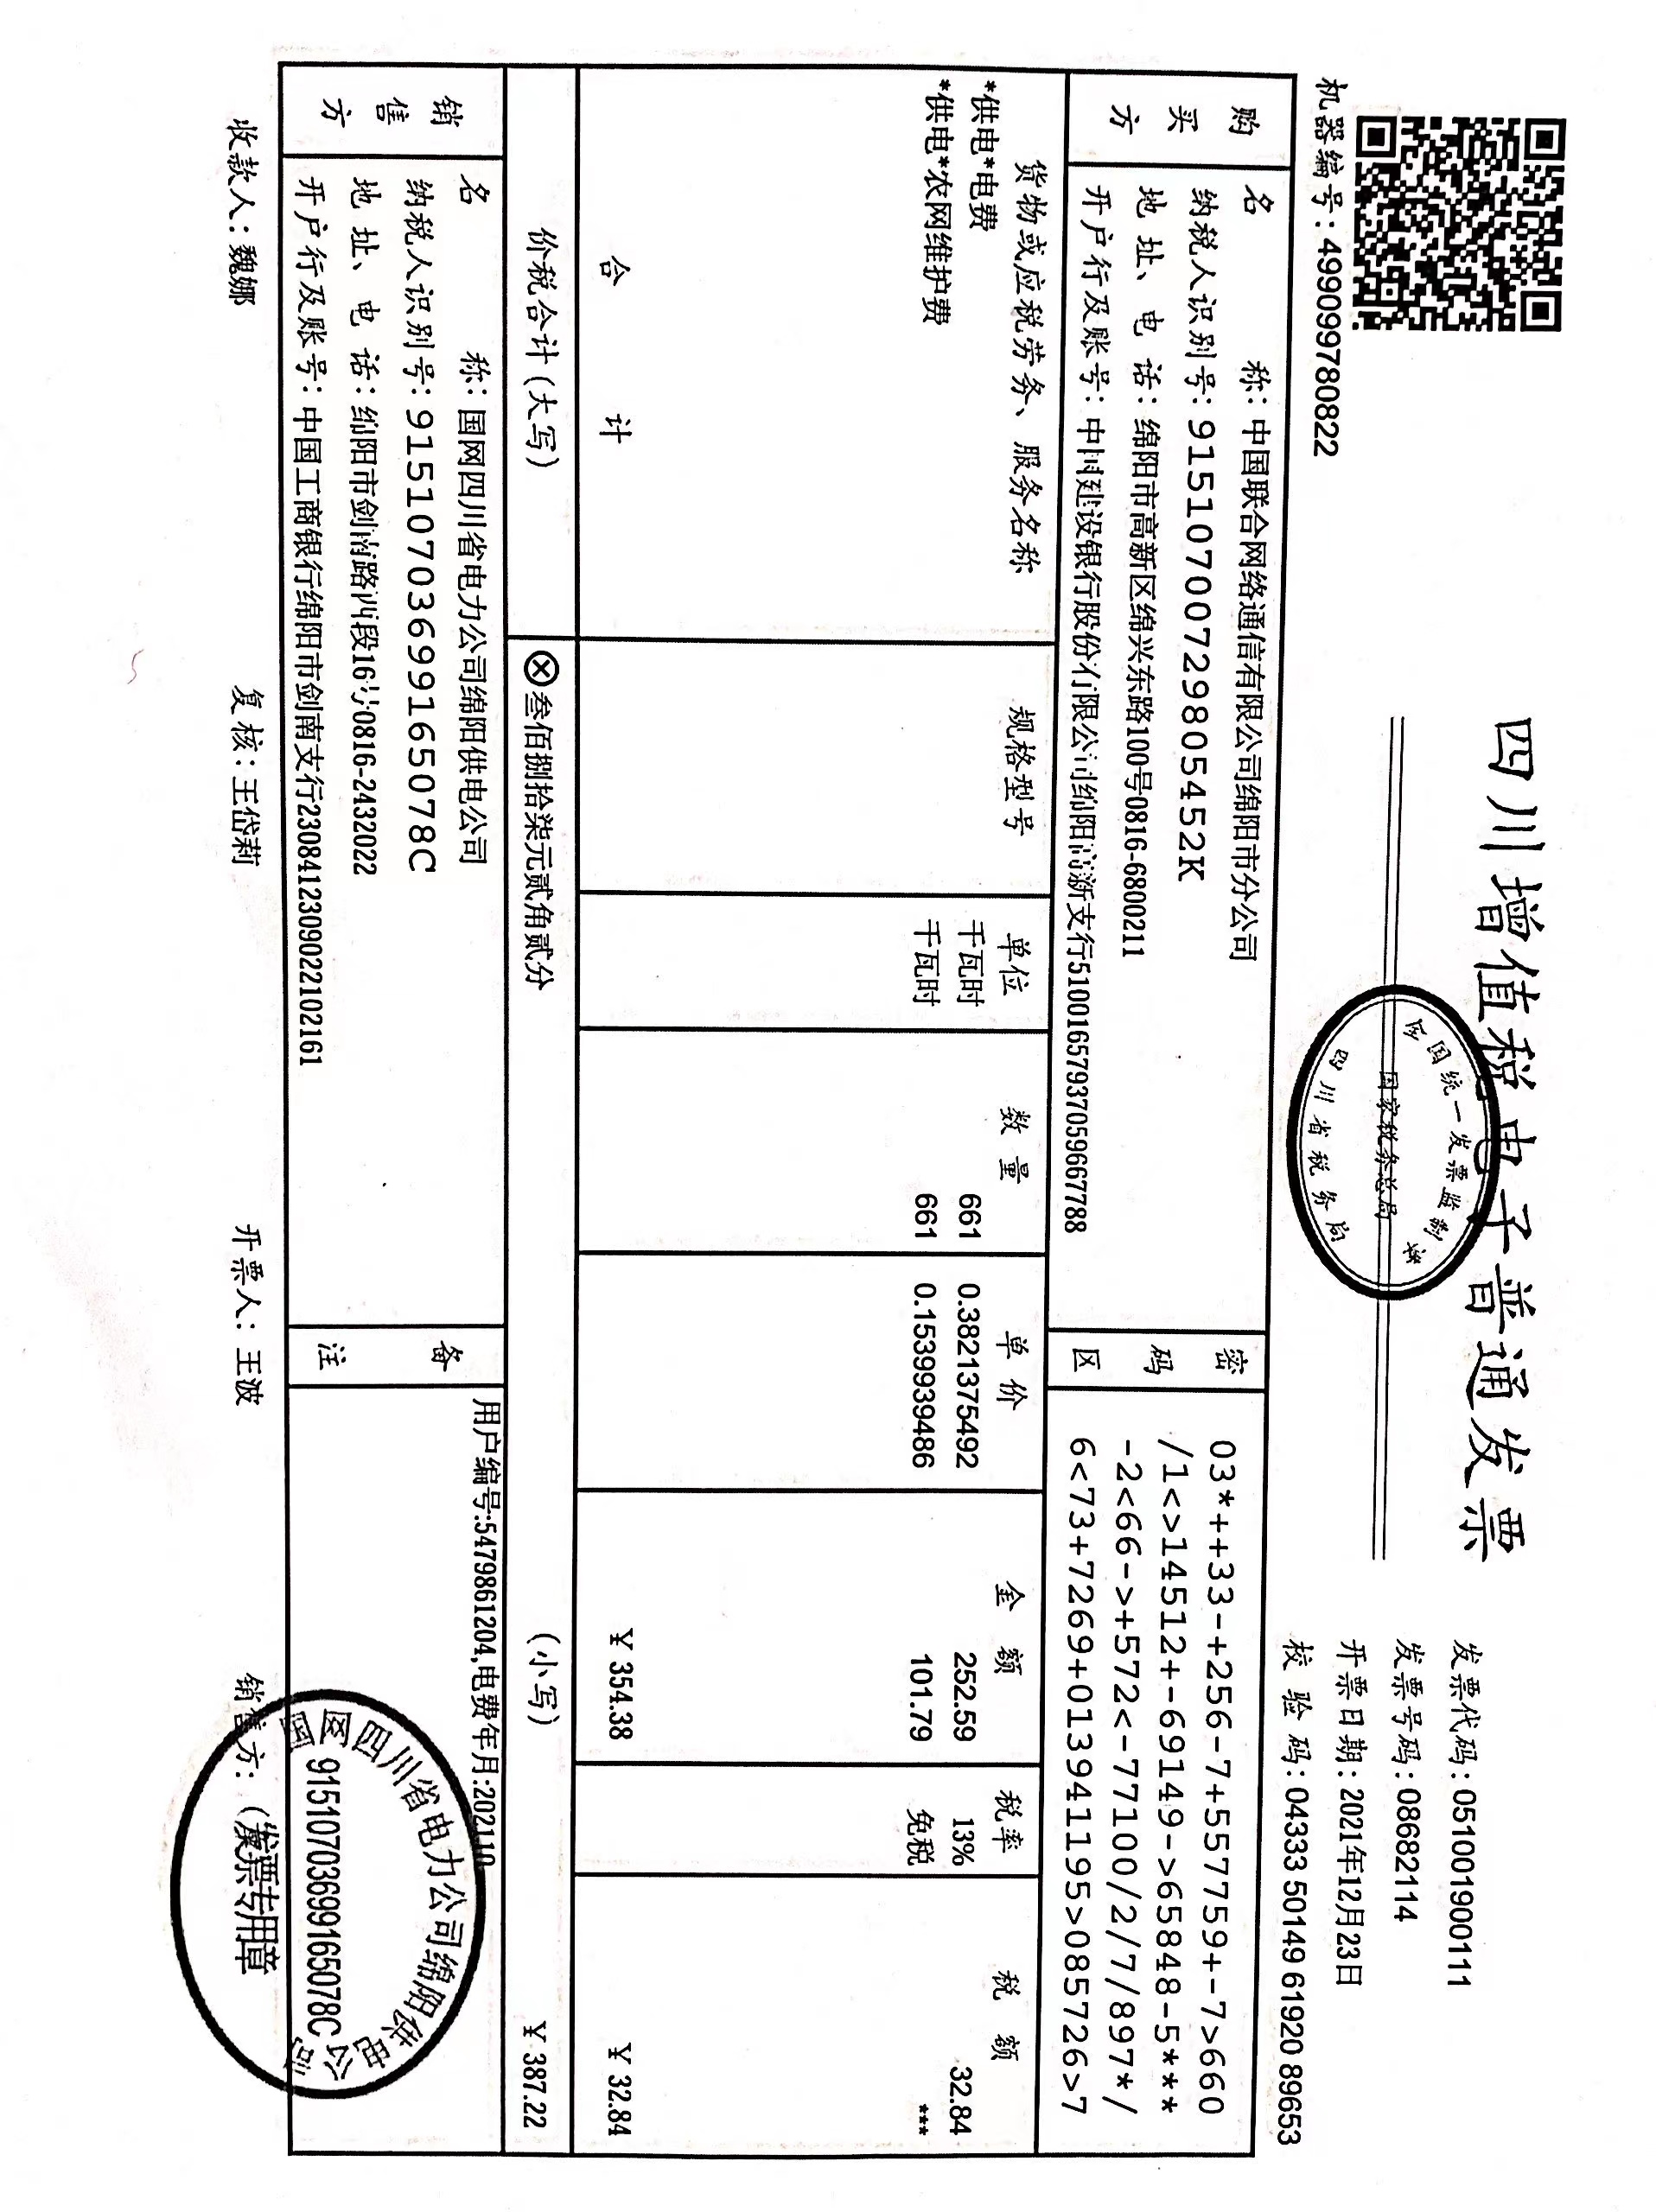 四川增值税电子普通发票
全国统一发票监制章
国家税务总局
四川省税务局
发票代码:051001900111
发票号码:08682114
开票日期:2021年12月23日
校验码:04333 50149 61920 89653
机器编号:499099780822
购买方
名称:中国联合网络通信有限公司绵阳市分公司
纳税人识别号:91510700729805452K
地址、电话:绵阳市高新区绵兴东路100号0816-6800211
开户行及账号:中国建设银行股份有限公司绵阳高新支行51001657937059667788
密码区
03*++33-+256-7+557759+-7>660
/1<>14512+-69149->65848-5***
-2<66->+572<-77100/2/7/897*/
6<73+7269+013941195>085726>7
货物或应税劳务、服务名称 规格型号 单位 数量 单价 金额 税率 税额
*供电*电费 千瓦时 661 0.3821375492 252.59 13% 32.84
*供电*农网维护费 千瓦时 661 0.1539939486 101.79 免税 ***
合计 ¥354.38 ¥32.84
价税合计(大写) ⊗叁佰捌拾柒元贰角贰分 (小写) ¥387.22
销售方
名称:国网四川省电力公司绵阳供电公司
纳税人识别号:91510703699165078C
地址、电话:绵阳市剑南路西段16号0816-2432022
开户行及账号:中国工商银行绵阳市剑南支行2308412309022102161
备注
用户编号:5479861204,电费年月:202110
国网四川省电力公司绵阳供电公司
91510703699165078C
发票专用章
收款人:魏娜 复核:王岱莉 开票人:王波 销售方:(章)